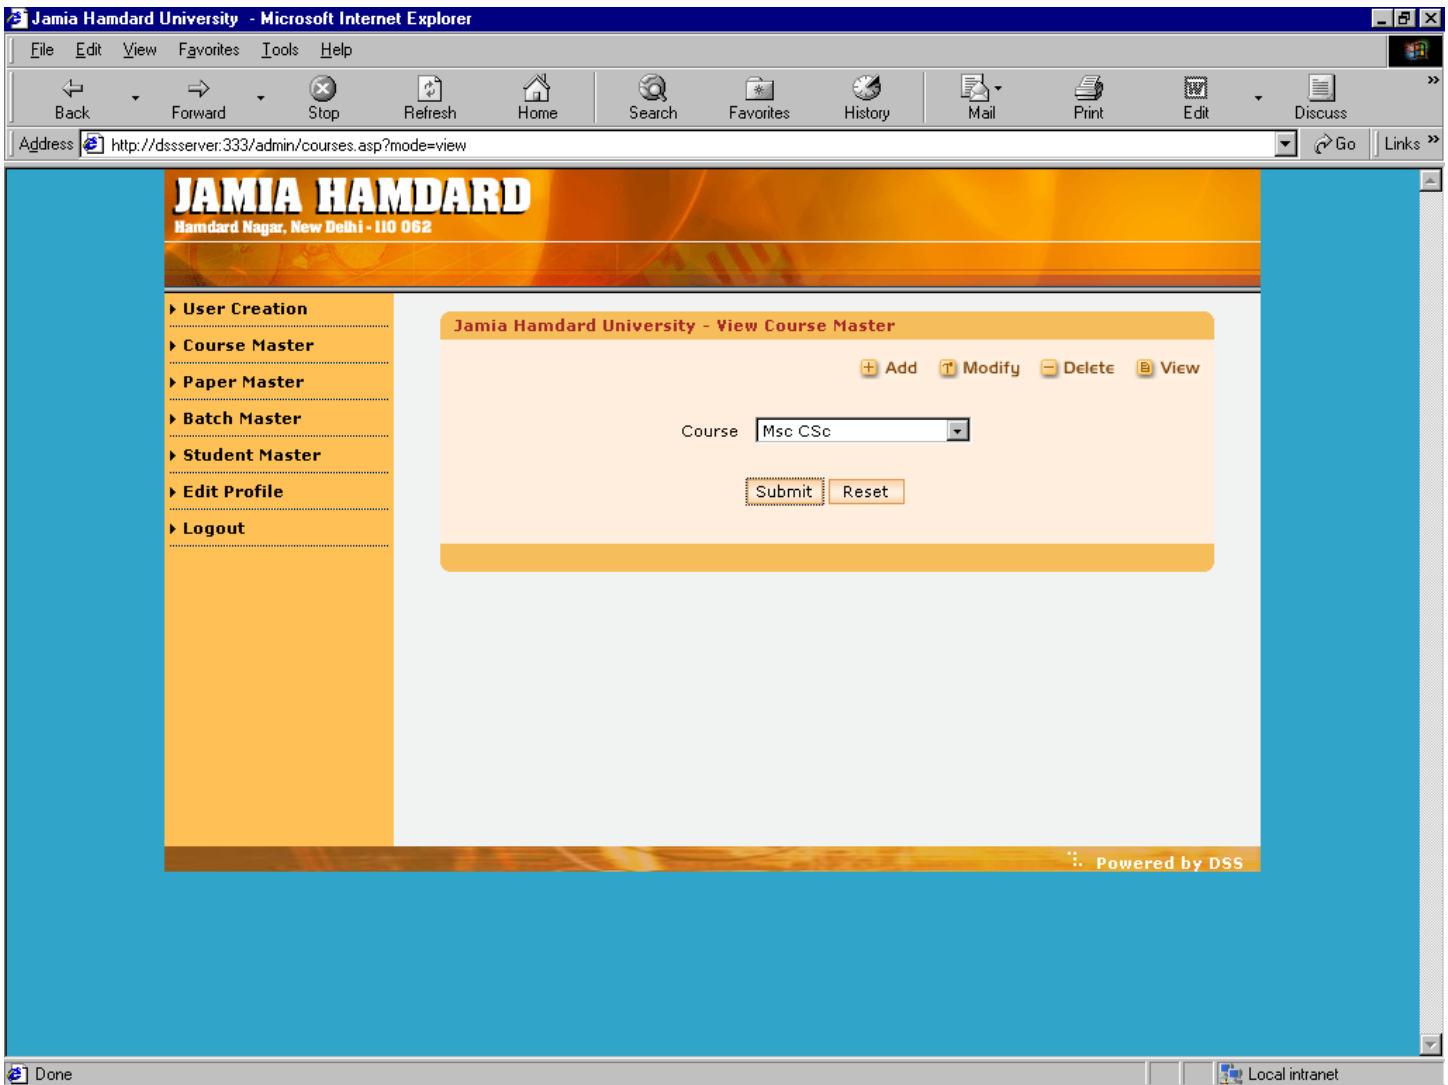 Jamia Hamdard University - Microsoft Internet Explorer
File Edit View Favorites Tools Help
Back Forward Stop Refresh Home Search Favorites History Mail Print Edit Discuss »
Address http://dssserver:333/admin/courses.asp?mode=view Go Links »
JAMIA HAMDARD
Hamdard Nagar, New Delhi - 110 062
User Creation
Course Master
Paper Master
Batch Master
Student Master
Edit Profile
Logout
Jamia Hamdard University - View Course Master
Add Modify Delete View
Course Msc CSc
Submit Reset
Powered by DSS
Done Local intranet